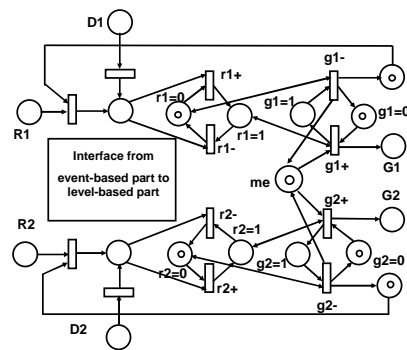 D1
g1-
r1+
r1=0
g1=1
g1=0
R1
r1=1
r1-
g1+
G1
Interface from
event-based part to
level-based part
me
R2
r2-
g2+
G2
r2=1
r2=0
g2=1
g2=0
r2+
g2-
D2